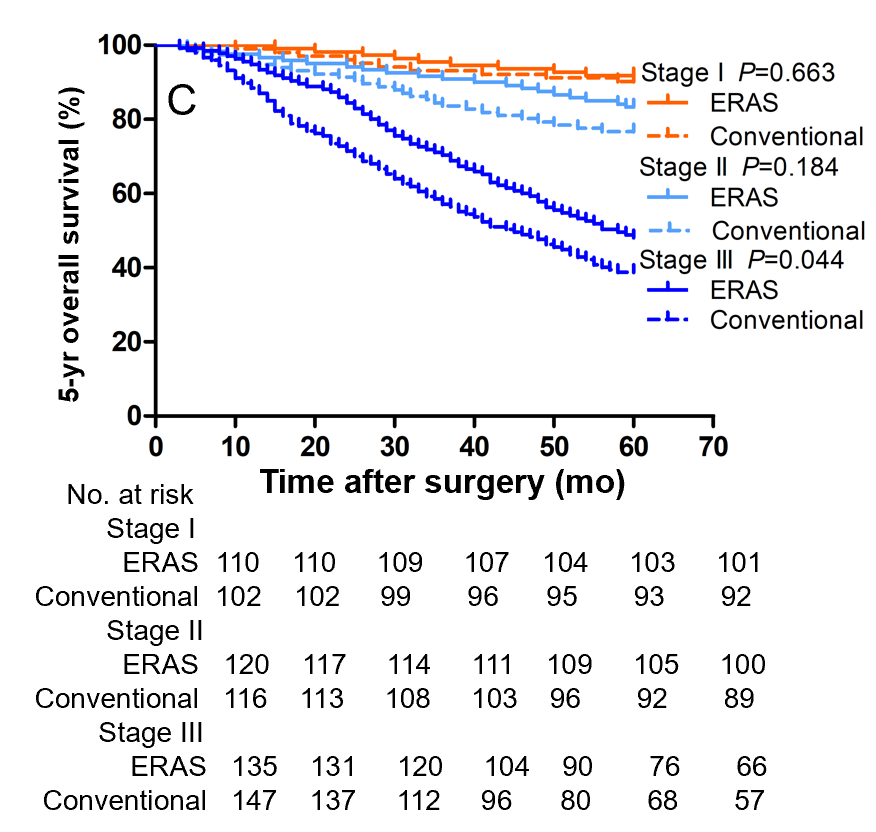 100
80
60
40
20
0
5-yr overall survival (%)
C
Stage I P=0.663
ERAS
Conventional
Stage II P=0.184
ERAS
Conventional
Stage III P=0.044
ERAS
Conventional
0 10 20 30 40 50 60 70
Time after surgery (mo)
No. at risk
Stage I
ERAS 110 110 109 107 104 103 101
Conventional 102 102 99 96 95 93 92
Stage II
ERAS 120 117 114 111 109 105 100
Conventional 116 113 108 103 96 92 89
Stage III
ERAS 135 131 120 104 90 76 66
Conventional 147 137 112 96 80 68 57